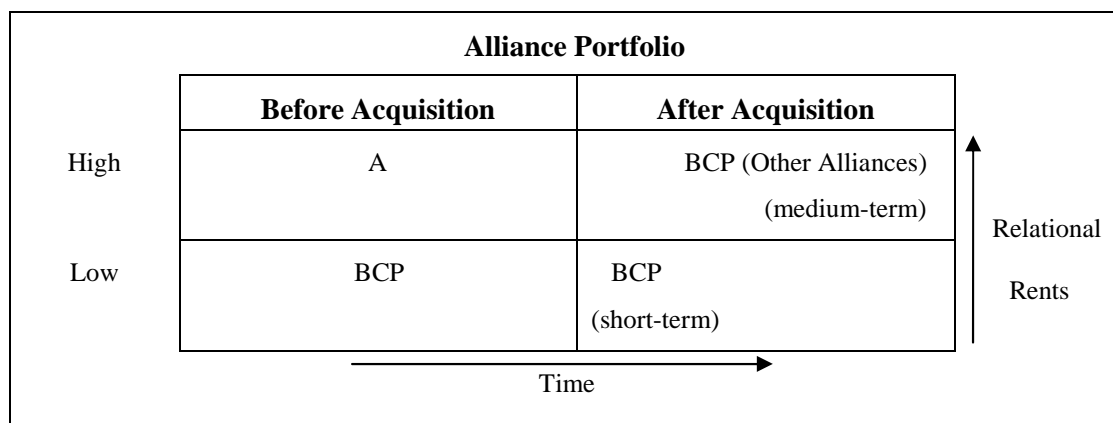 Alliance Portfolio
Before Acquisition After Acquisition
High A BCP (Other Alliances)
(medium-term)
Relational
Low BCP BCP
Rents
(short-term)
Time